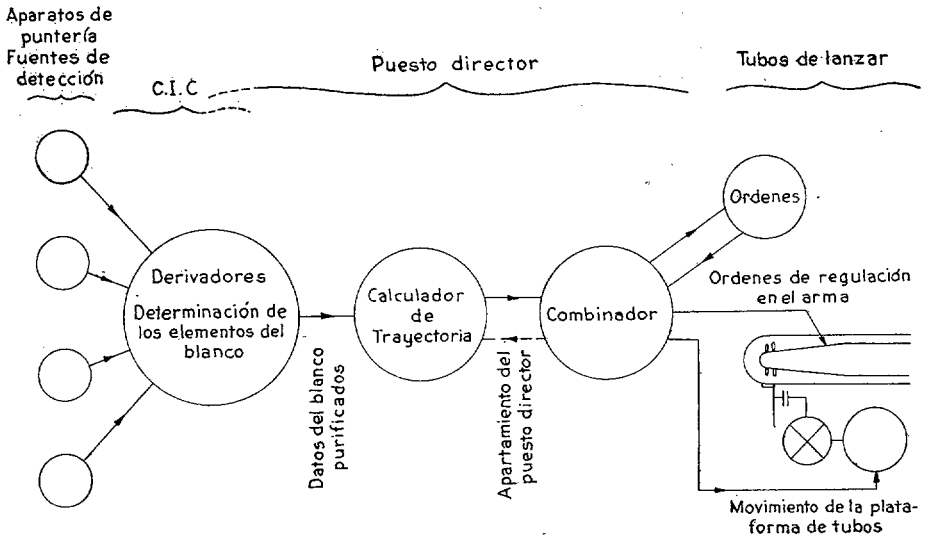 Aparatos de
puntería
Fuentes de
detección
C.I.C
Puesto director
Tubos de lanzar
Derivadores
Determinación de
los elementos del
blanco
Datos del blanco
purificados
Calculador
de
Trayectoria
Apartamiento del
puesto director
Combinador
Ordenes
Ordenes de regulación
en el arma
Movimiento de la plata-
forma de tubos